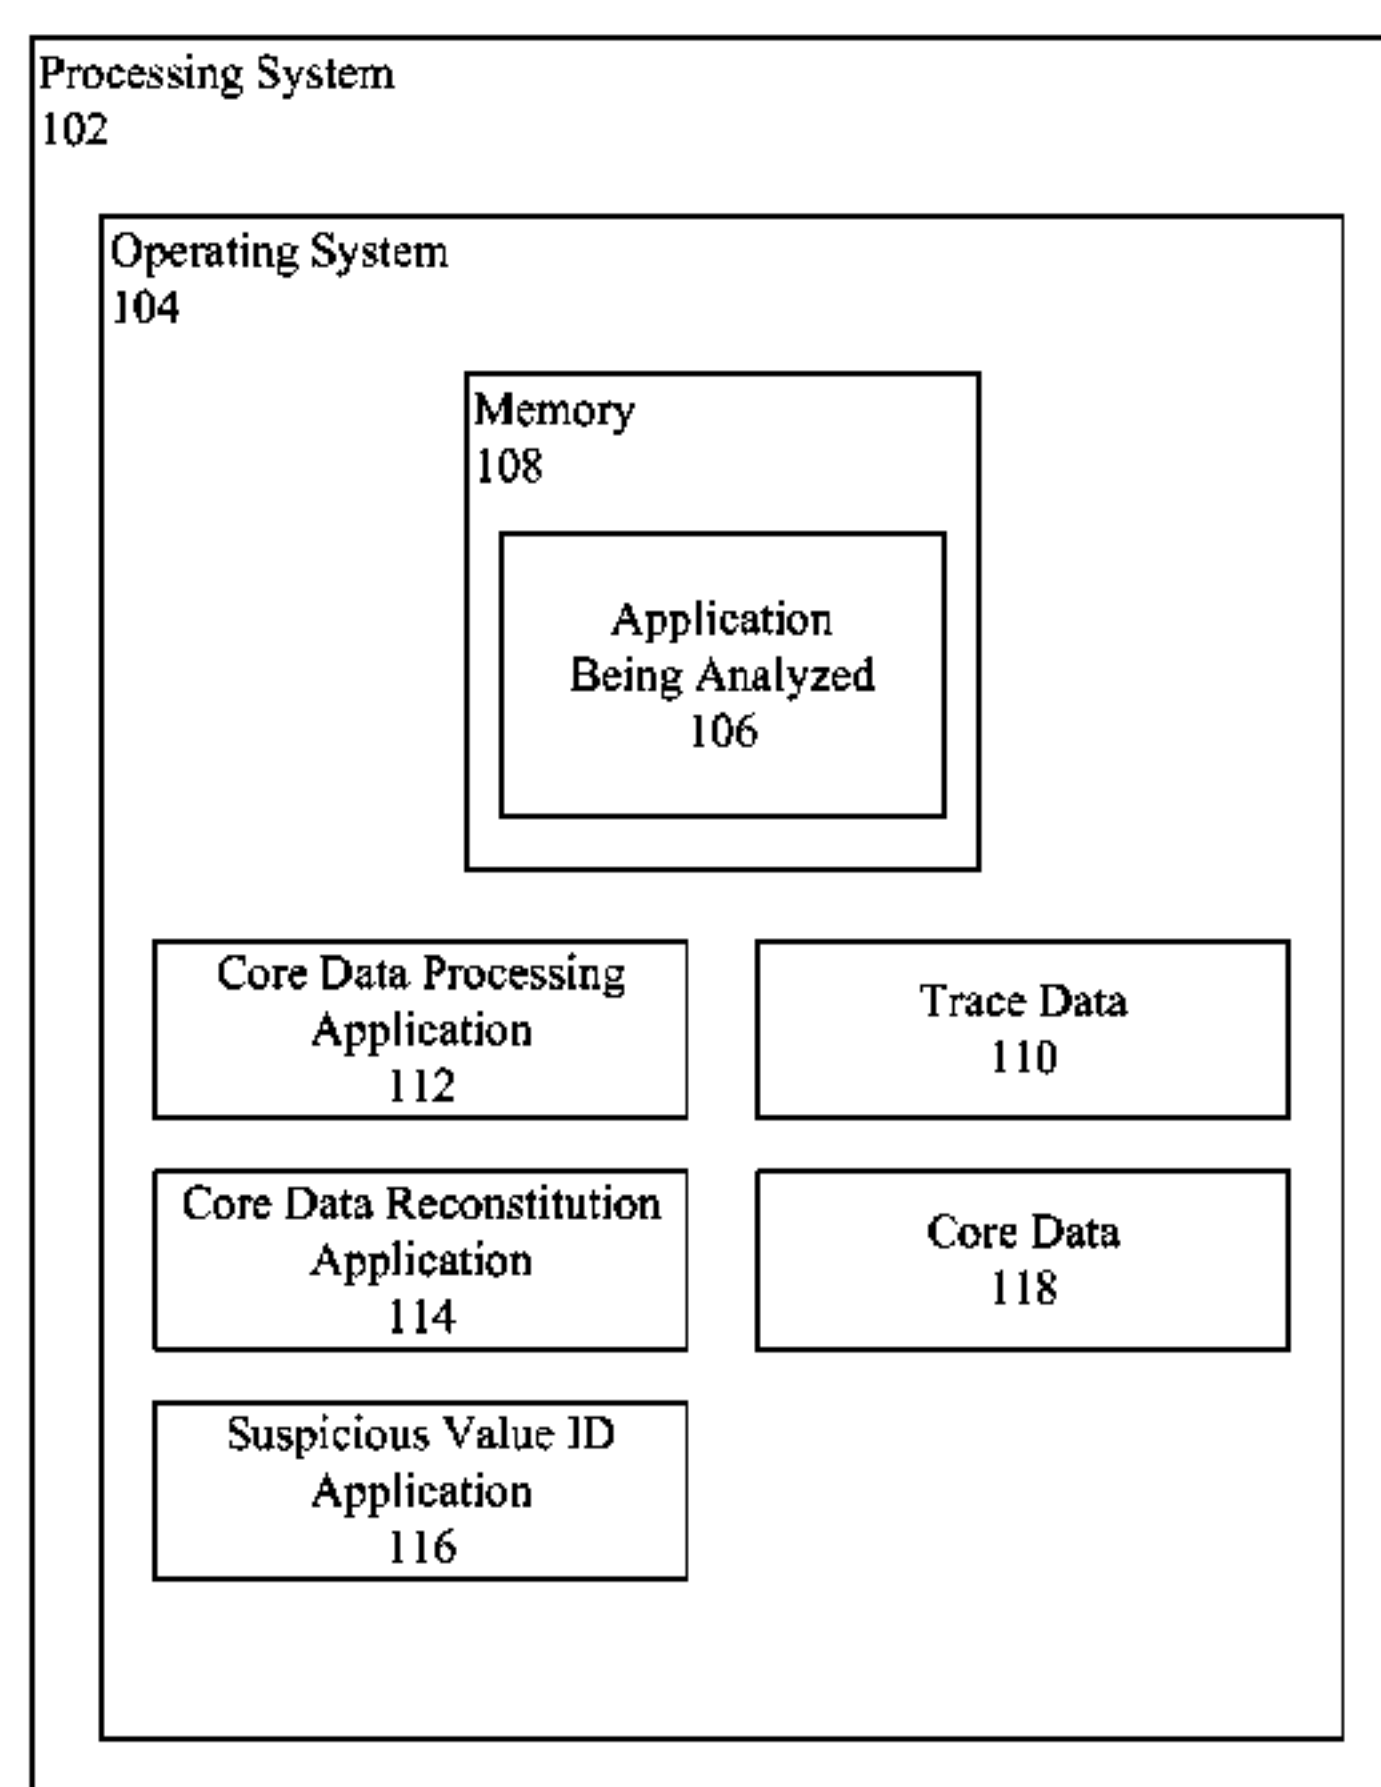 Processing System
102
Operating System
104
Memory
108
Application
Being Analyzed
106
Core Data Processing
Application
112
Trace Data
110
Core Data Reconstitution
Application
114
Core Data
118
Suspicious Value ID
Application
116